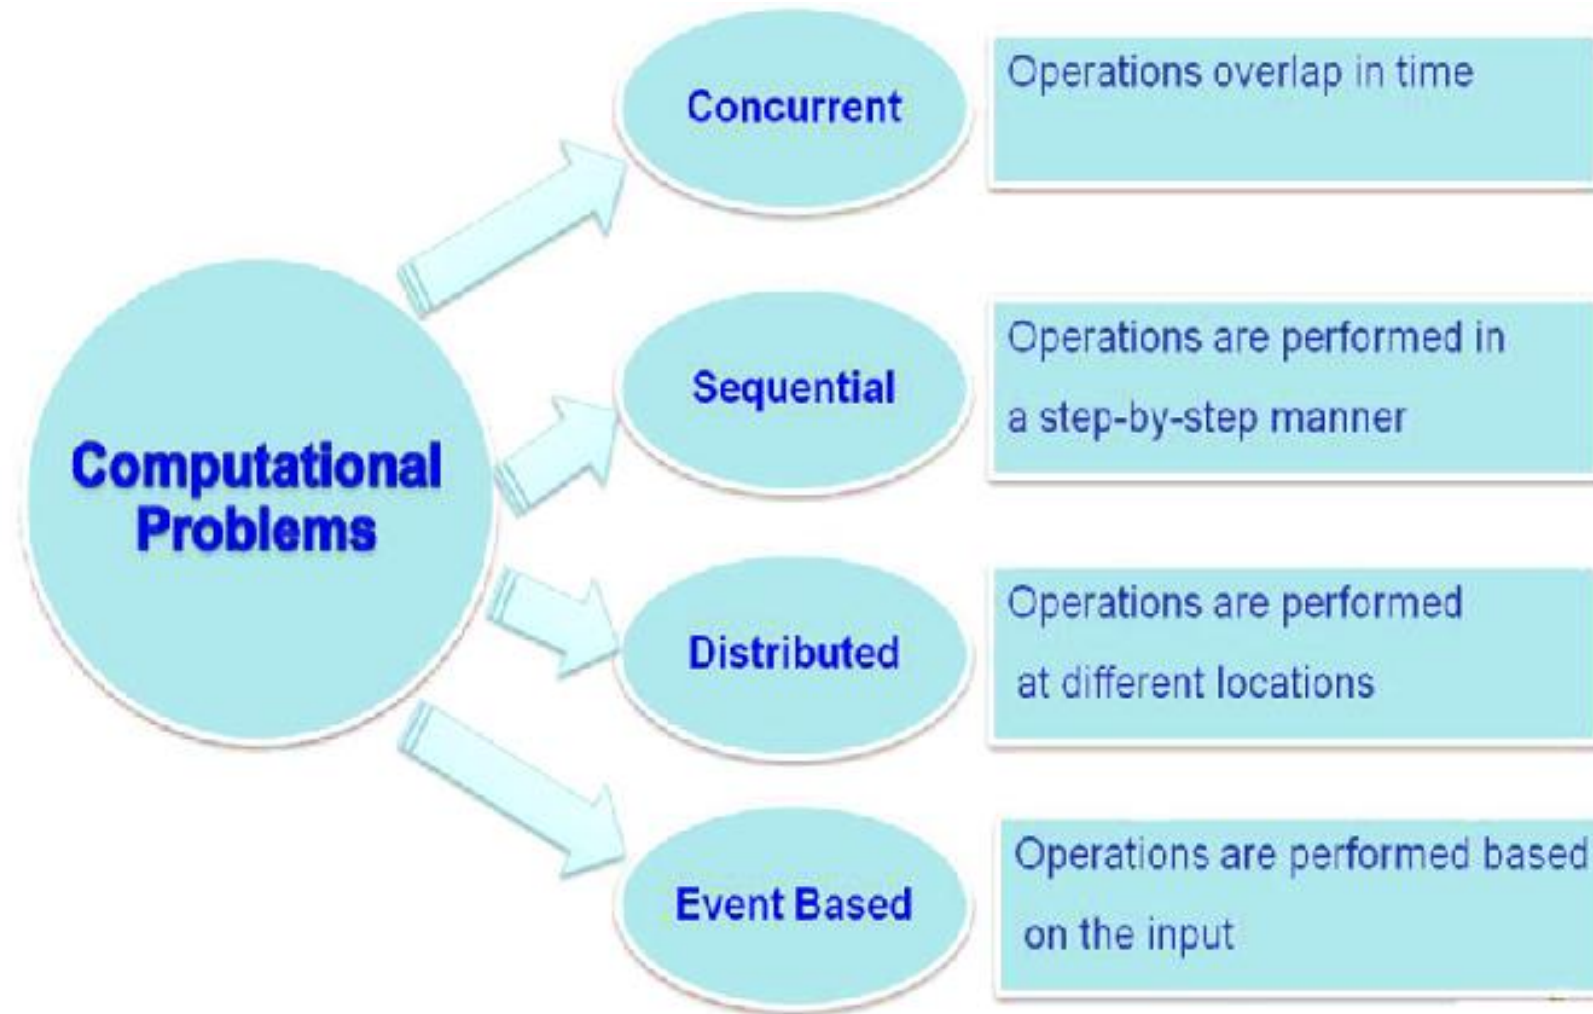 Computational
Problems
Concurrent
Operations overlap in time
Sequential
Operations are performed in
a step-by-step manner
Distributed
Operations are performed
at different locations
Event Based
Operations are performed based
on the input